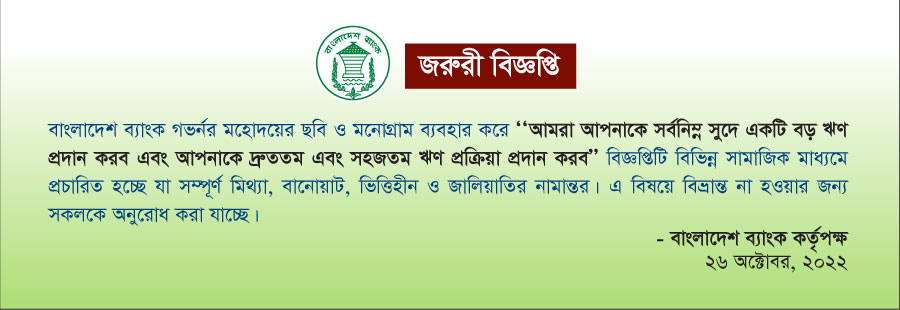 বাংলাদেশ ব্যাংক
জরুরী বিজ্ঞপ্তি
বাংলাদেশ ব্যাংক গভর্নর মহোদয়ের ছবি ও মনোগ্রাম ব্যবহার করে ‘‘আমরা আপনাকে সর্বনিম্ন সুদে একটি বড় ঋণ
প্রদান করব এবং আপনাকে দ্রুততম এবং সহজতম ঋণ প্রক্রিয়া প্রদান করব’’ বিজ্ঞপ্তিটি বিভিন্ন সামাজিক মাধ্যমে
প্রচারিত হচ্ছে যা সম্পূর্ণ মিথ্যা, বানোয়াট, ভিত্তিহীন ও জালিয়াতির নামান্তর। এ বিষয়ে বিভ্রান্ত না হওয়ার জন্য
সকলকে অনুরোধ করা যাচ্ছে।
- বাংলাদেশ ব্যাংক কর্তৃপক্ষ
২৬ অক্টোবর, ২০২২